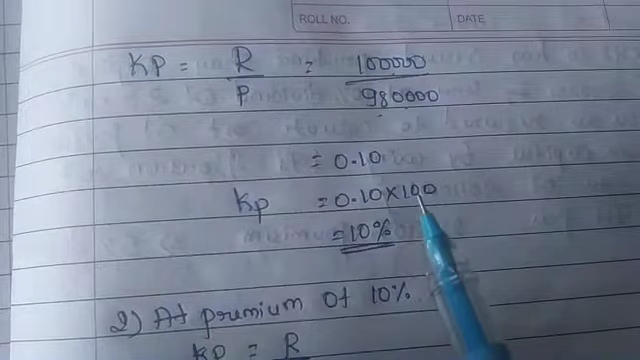 ROLL NO. DATE
KP = R/P = 100000/980000
= 0.10
Kp = 0.10×100
= 10%
2) At premium of 10%.
KP = R